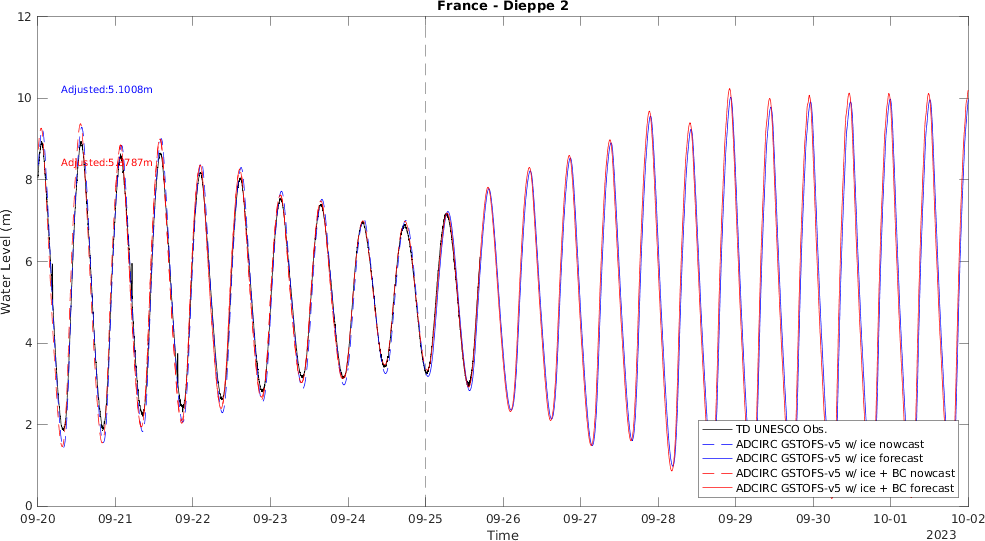 France - Dieppe 2
12
10
8
6
4
2
0
Water Level (m)
Adjusted:5.1008m
09-20
09-21
09-22
09-23
09-24
09-25
09-26
09-27
09-28
09-29
09-30
10-01
10-02
Time
2023
TD UNESCO Obs.
ADCIRC GSTOFS-v5 w/ ice nowcast
ADCIRC GSTOFS-v5 w/ ice forecast
ADCIRC GSTOFS-v5 w/ ice + BC nowcast
ADCIRC GSTOFS-v5 w/ ice + BC forecast